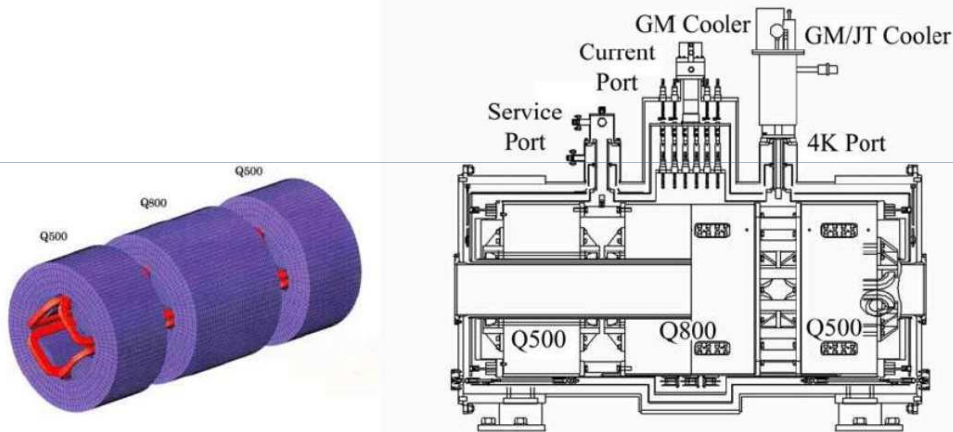 GM Cooler
GM/JT Cooler
Current
Port
Service
Port
4K Port
Q500
Q800
Q500
Q500
Q800
Q500